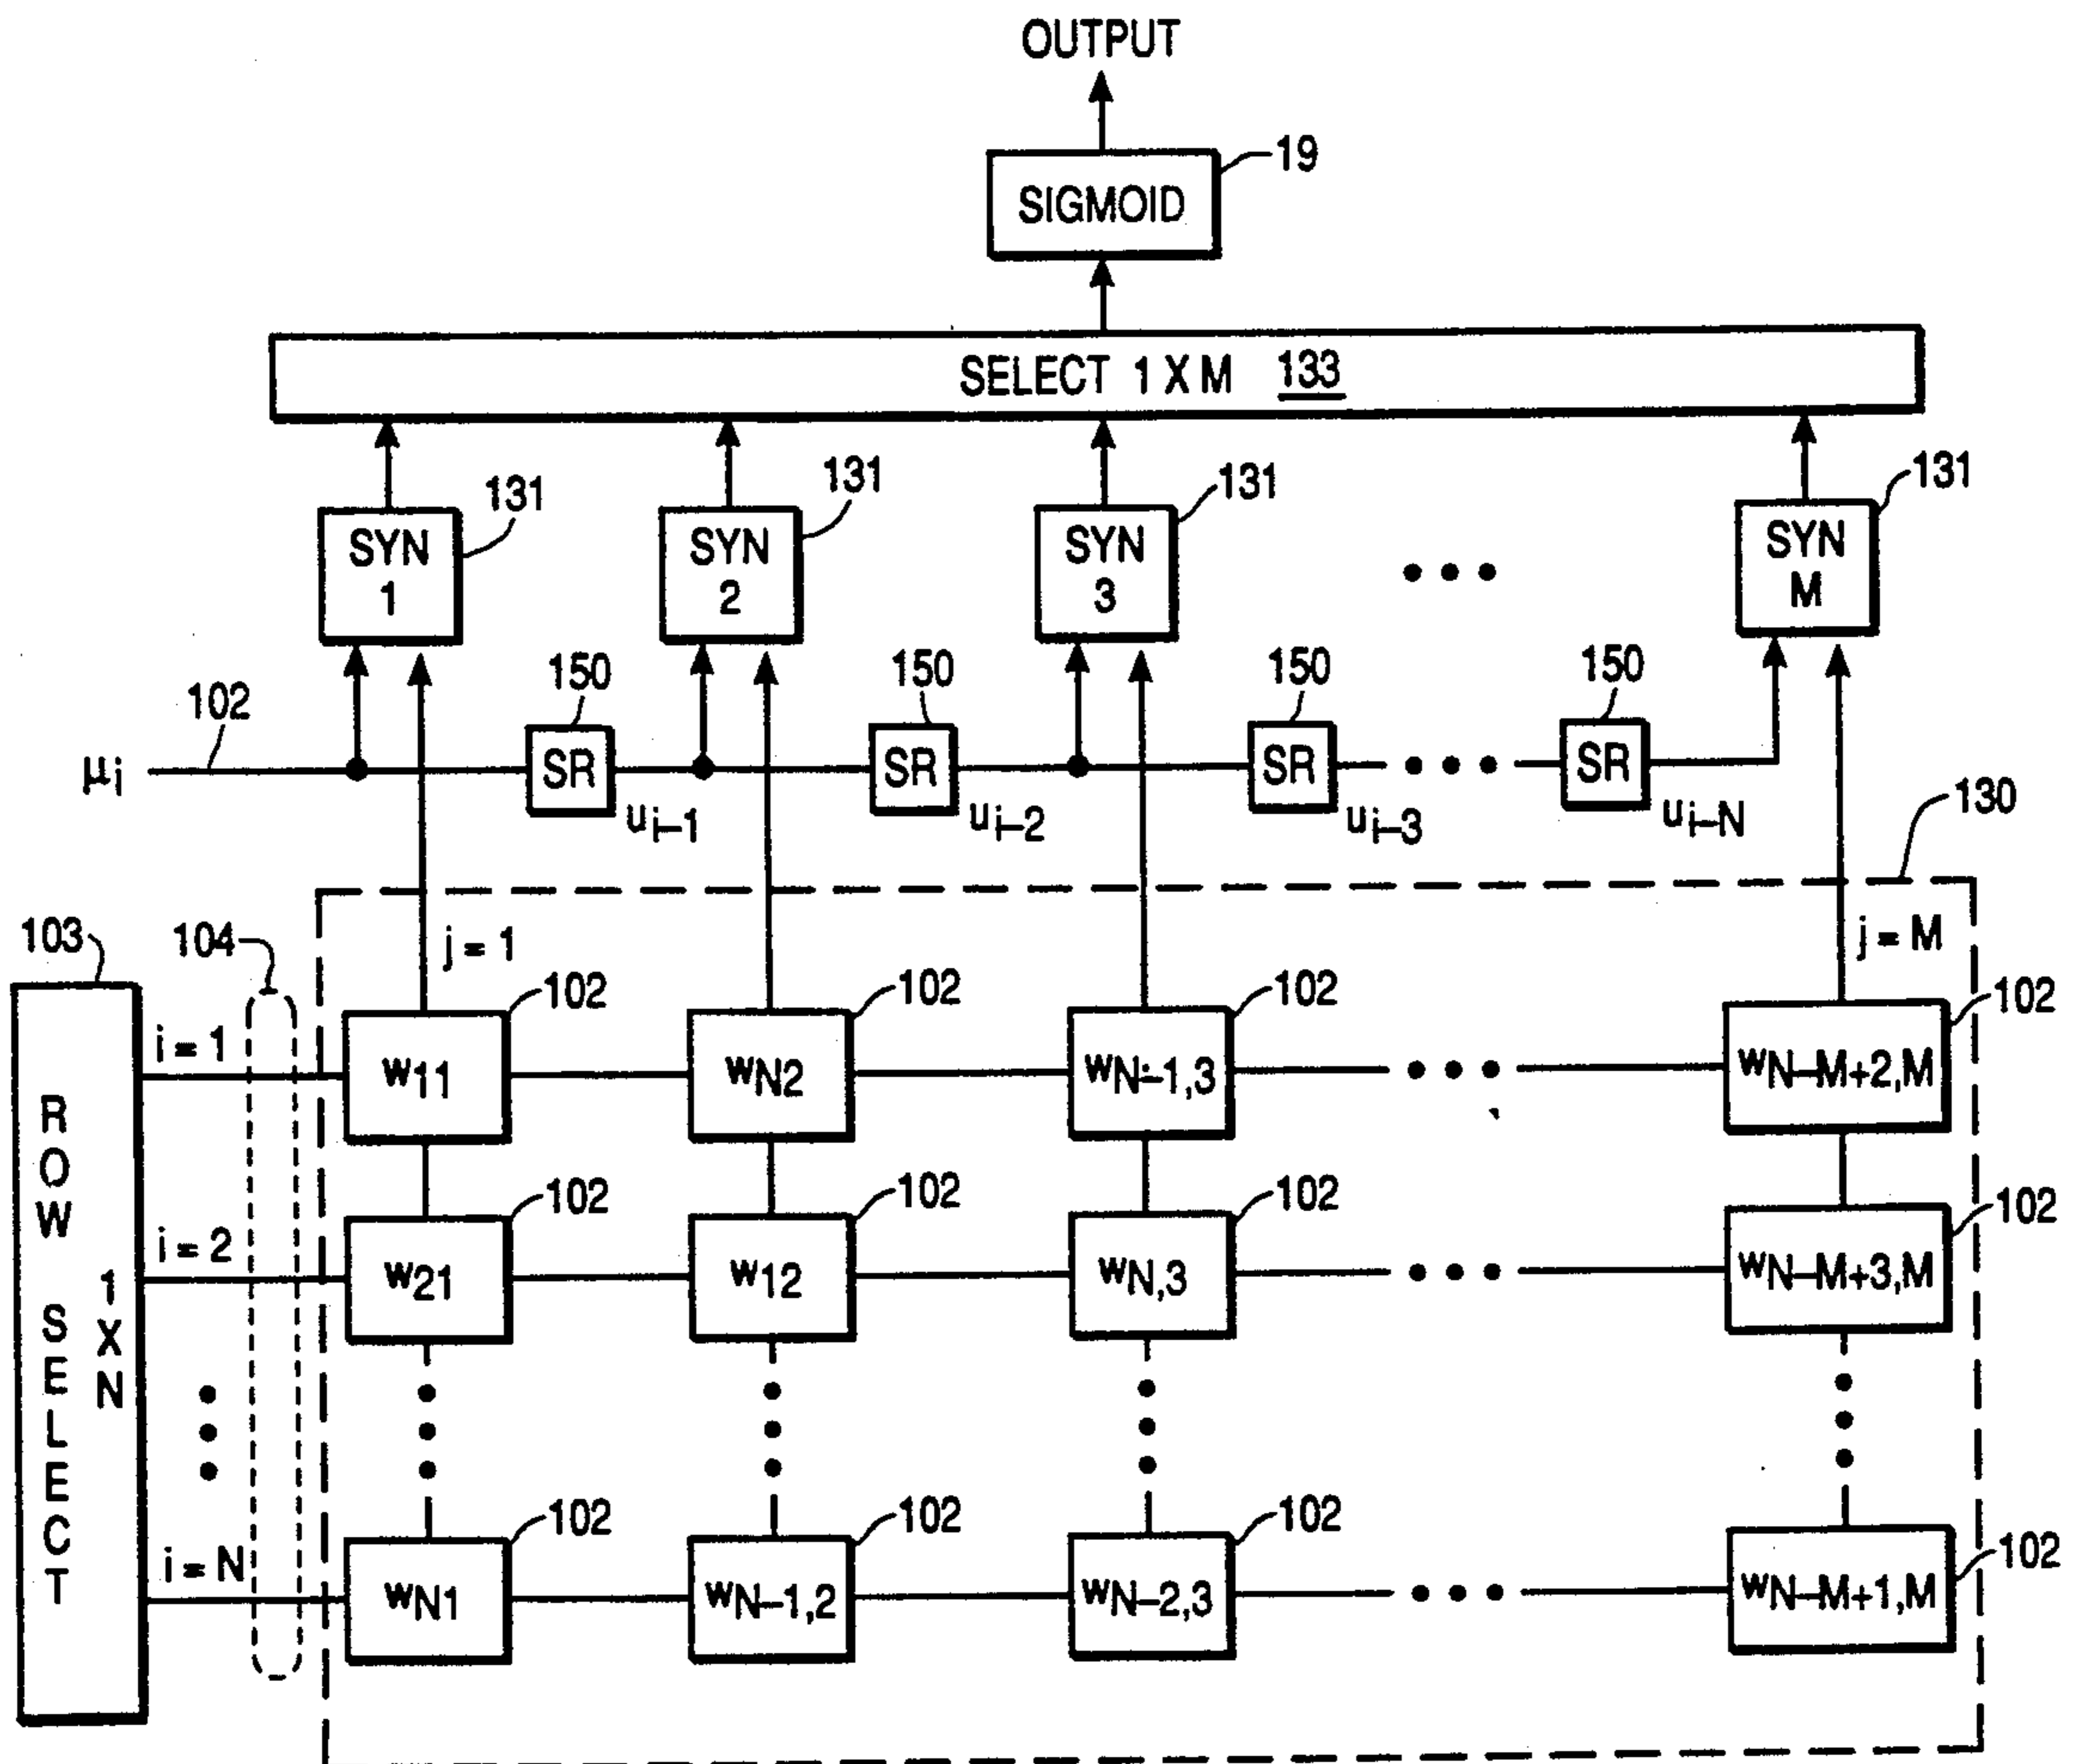 OUTPUT
SIGMOID
19
SELECT 1 X M 133
SYN 1
131
SYN 2
131
SYN 3
131
SYN M
131
μi
102
SR
150
ui–1
SR
150
ui–2
SR
150
ui–3
SR
150
ui–N
130
103
104
j = 1
j = M
ROW SELECT
1XN
i = 1
w11
102
wN2
102
wN–1,3
102
wN–M+2,M
102
i = 2
w21
102
w12
102
wN,3
102
wN–M+3,M
102
i = N
wN1
102
wN–1,2
102
wN–2,3
102
wN–M+1,M
102